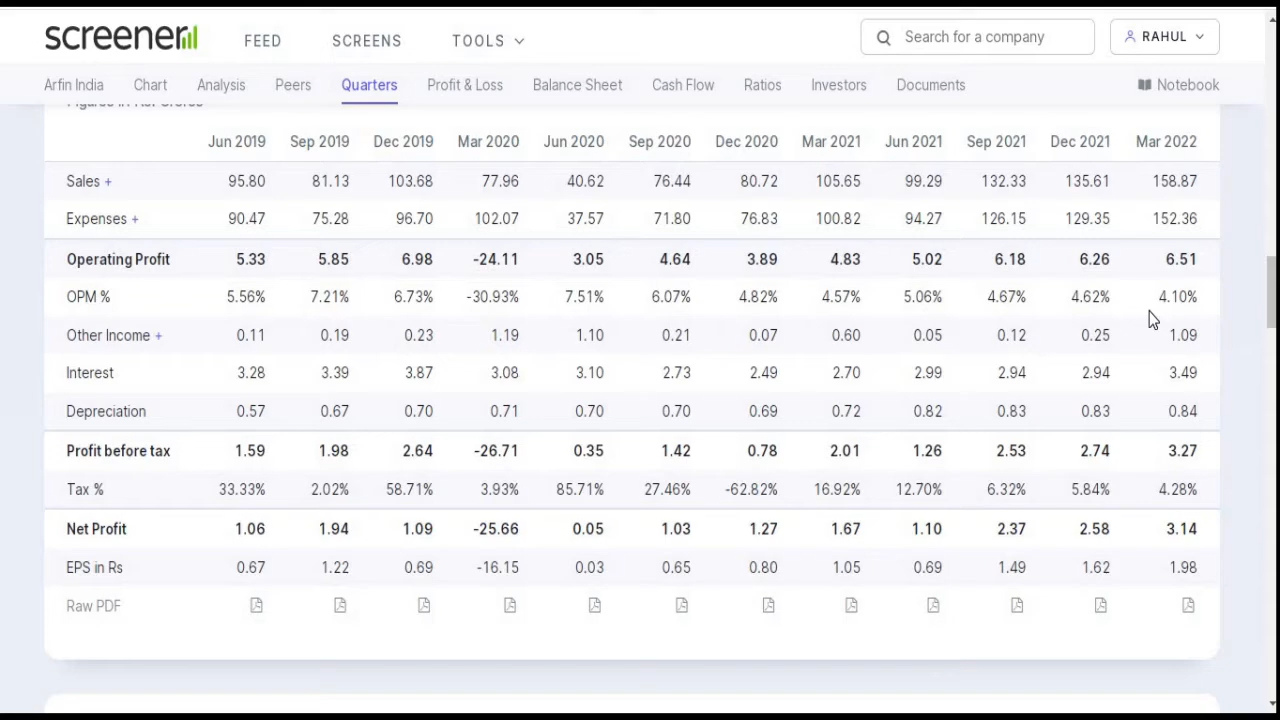 screener FEED SCREENS TOOLS Search for a company RAHUL
Arfin India Chart Analysis Peers Quarters Profit & Loss Balance Sheet Cash Flow Ratios Investors Documents Notebook
Jun 2019 Sep 2019 Dec 2019 Mar 2020 Jun 2020 Sep 2020 Dec 2020 Mar 2021 Jun 2021 Sep 2021 Dec 2021 Mar 2022
Sales + 95.80 81.13 103.68 77.96 40.62 76.44 80.72 105.65 99.29 132.33 135.61 158.87
Expenses + 90.47 75.28 96.70 102.07 37.57 71.80 76.83 100.82 94.27 126.15 129.35 152.36
Operating Profit 5.33 5.85 6.98 -24.11 3.05 4.64 3.89 4.83 5.02 6.18 6.26 6.51
OPM % 5.56% 7.21% 6.73% -30.93% 7.51% 6.07% 4.82% 4.57% 5.06% 4.67% 4.62% 4.10%
Other Income + 0.11 0.19 0.23 1.19 1.10 0.21 0.07 0.60 0.05 0.12 0.25 1.09
Interest 3.28 3.39 3.87 3.08 3.10 2.73 2.49 2.70 2.99 2.94 2.94 3.49
Depreciation 0.57 0.67 0.70 0.71 0.70 0.70 0.69 0.72 0.82 0.83 0.83 0.84
Profit before tax 1.59 1.98 2.64 -26.71 0.35 1.42 0.78 2.01 1.26 2.53 2.74 3.27
Tax % 33.33% 2.02% 58.71% 3.93% 85.71% 27.46% -62.82% 16.92% 12.70% 6.32% 5.84% 4.28%
Net Profit 1.06 1.94 1.09 -25.66 0.05 1.03 1.27 1.67 1.10 2.37 2.58 3.14
EPS in Rs 0.67 1.22 0.69 -16.15 0.03 0.65 0.80 1.05 0.69 1.49 1.62 1.98
Raw PDF